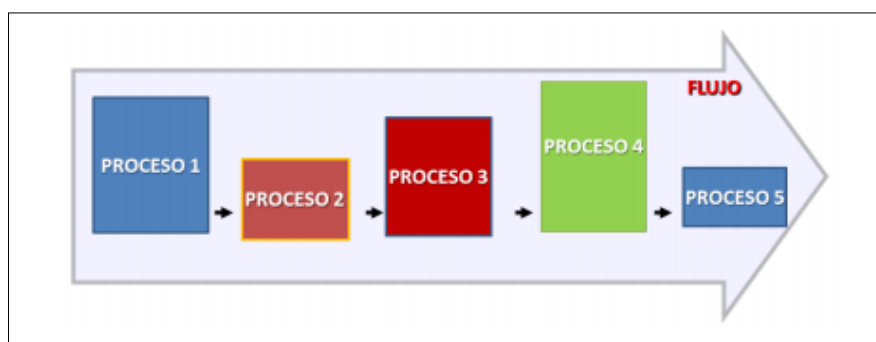 FLUJO
PROCESO 1
PROCESO 2
PROCESO 3
PROCESO 4
PROCESO 5